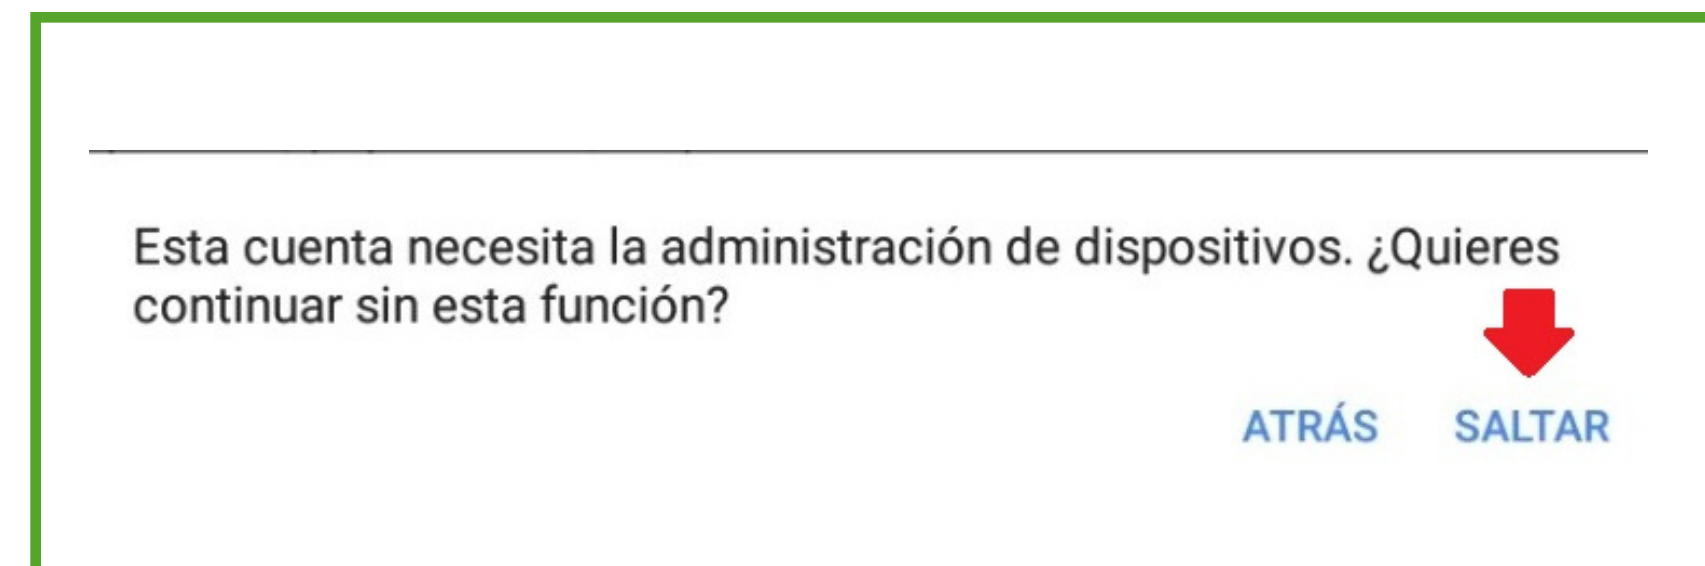 Esta cuenta necesita la administración de dispositivos. ¿Quieres
continuar sin esta función?
ATRÁS SALTAR